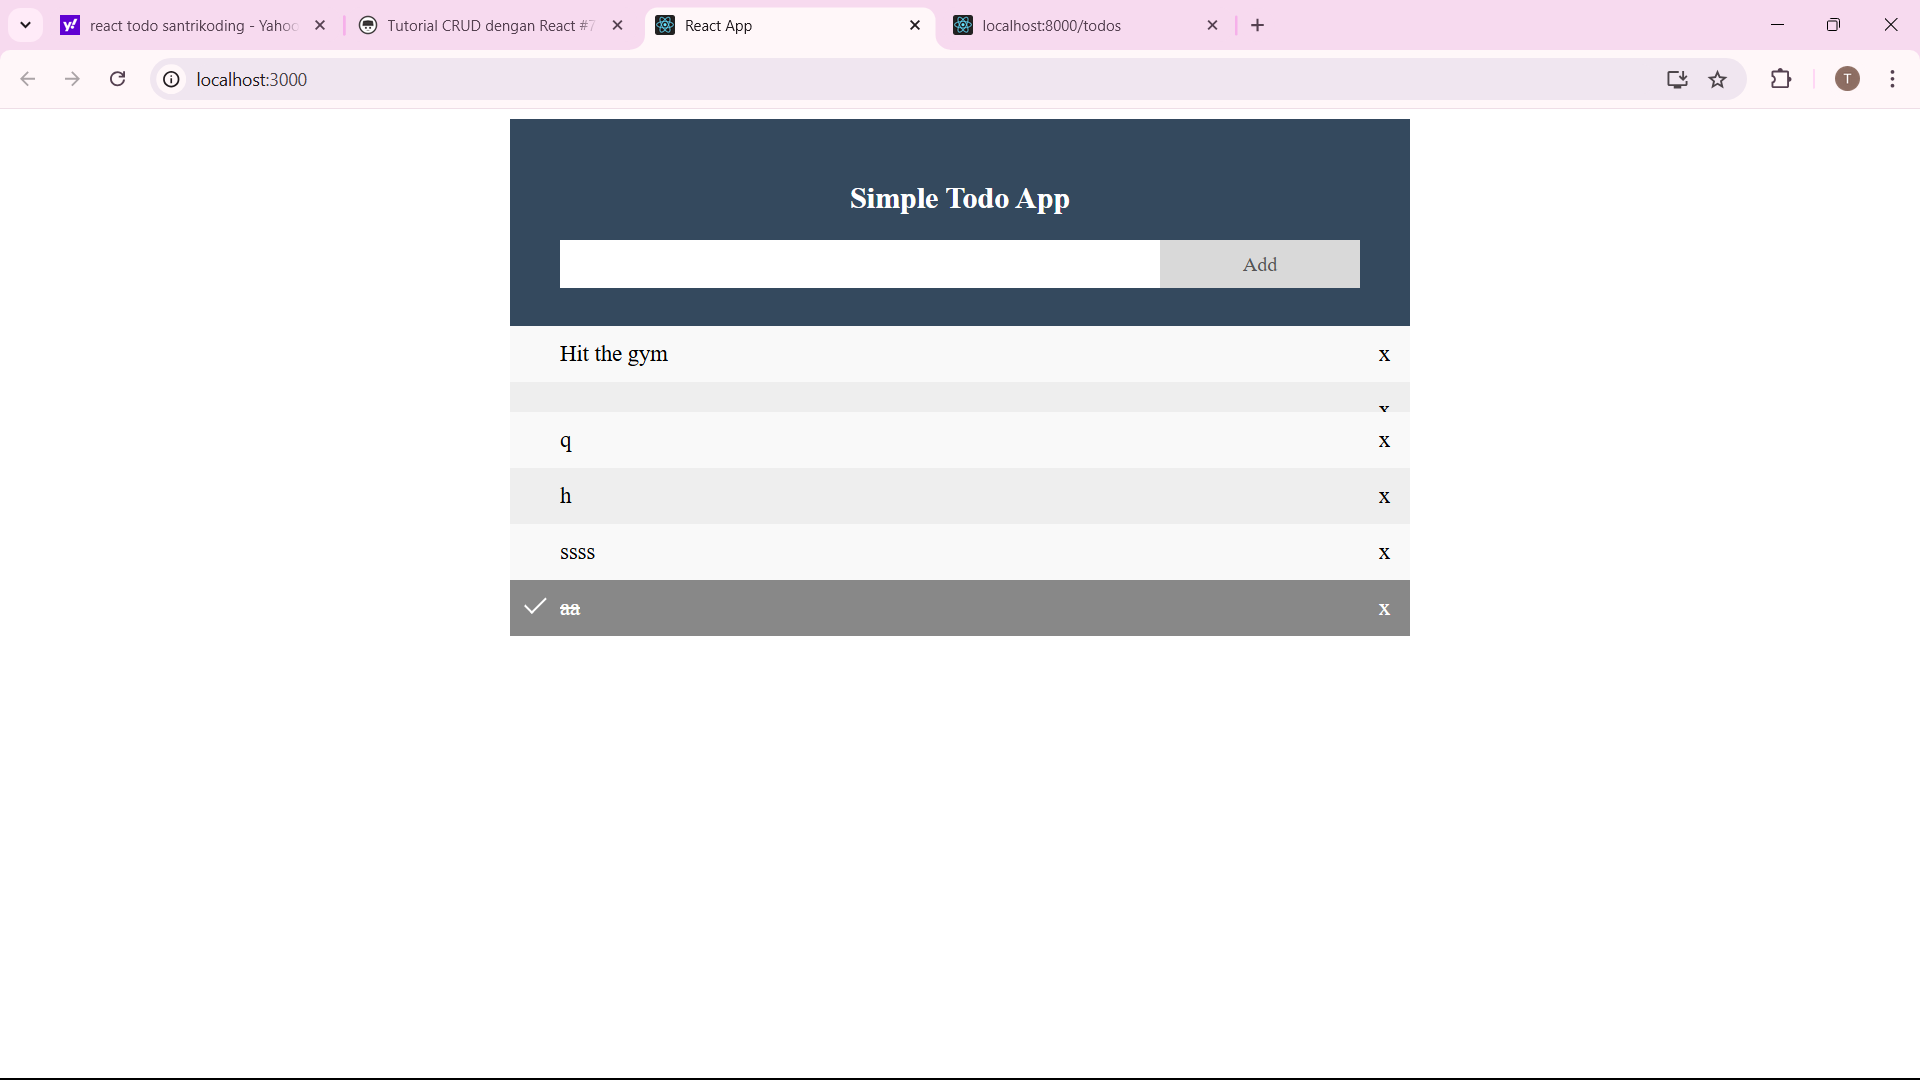 react todo santrikoding - Yahoo
Tutorial CRUD dengan React #7
React App
localhost:8000/todos
localhost:3000
T
Simple Todo App
Add
Hit the gym x
x
q x
h x
ssss x
aa x